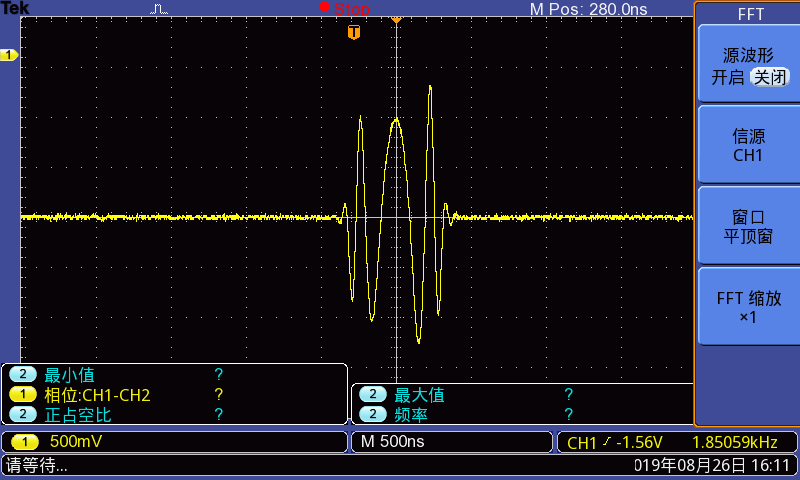 Tek
Stop
M Pos: 280.0ns
T
1
FFT
源波形
开启 关闭
信源
CH1
窗口
平顶窗
FFT 缩放
×1
2 最小值 ?
1 相位:CH1-CH2 ?
2 正占空比 ?
2 最大值 ?
2 频率 ?
1 500mV
M 500ns
CH1 -1.56V 1.85059kHz
请等待...
019年08月26日 16:11